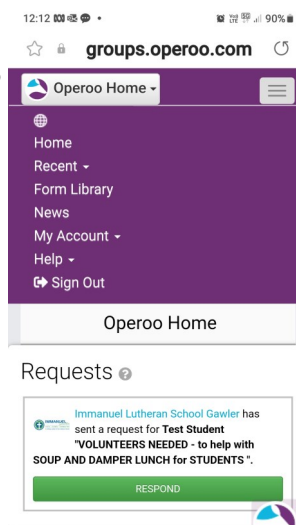 12:12
90%
groups.operoo.com
Operoo Home
Home
Recent
Form Library
News
My Account
Help
Sign Out
Operoo Home
Requests ?
Immanuel Lutheran School Gawler has
sent a request for Test Student
"VOLUNTEERS NEEDED - to help with
SOUP AND DAMPER LUNCH for STUDENTS ".
RESPOND